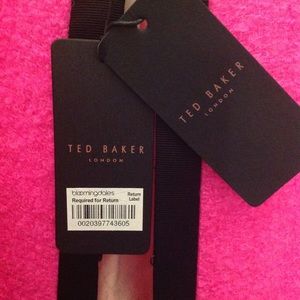 TED BAKER
LONDON
TED BAKER
LONDON
bloomingdales Return
Required for Return Label
0020397743605